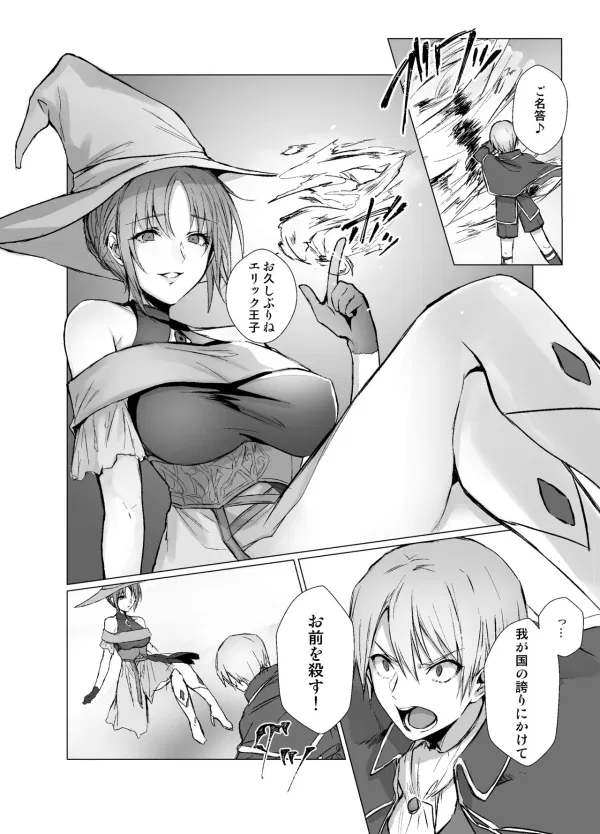 ご名答♪
お久しぶりね
エリック王子
っ…
我が国の誇りにかけて
お前を殺す！